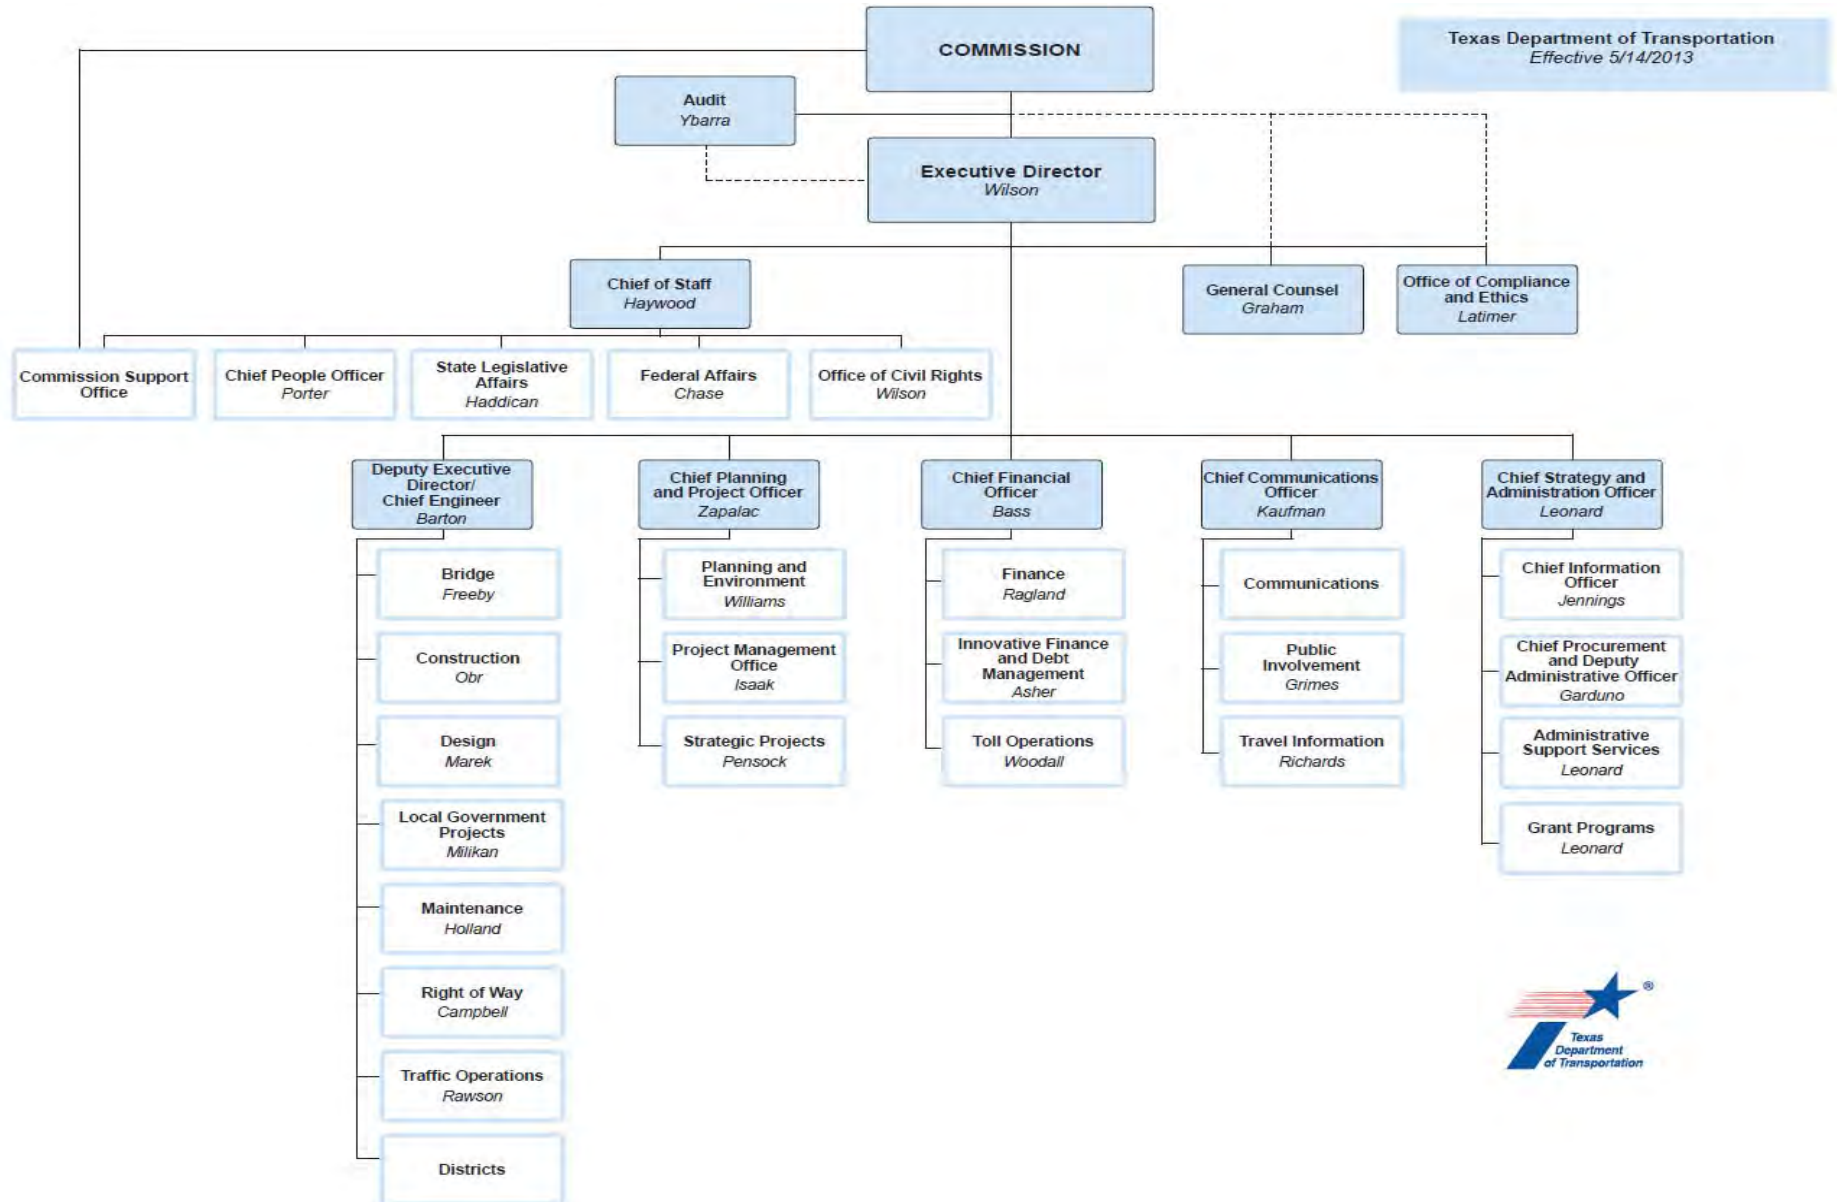 COMMISSION
Texas Department of Transportation
Effective 5/14/2013
Audit
Ybarra
Executive Director
Wilson
Chief of Staff
Haywood
General Counsel
Graham
Office of Compliance
and Ethics
Latimer
Commission Support
Office
Chief People Officer
Porter
State Legislative
Affairs
Haddican
Federal Affairs
Chase
Office of Civil Rights
Wilson
Deputy Executive
Director/
Chief Engineer
Barton
Chief Planning
and Project Officer
Zapalac
Chief Financial
Officer
Bass
Chief Communications
Officer
Kaufman
Chief Strategy and
Administration Officer
Leonard
Bridge
Freeby
Construction
Obr
Design
Marek
Local Government
Projects
Milikan
Maintenance
Holland
Right of Way
Campbell
Traffic Operations
Rawson
Districts
Planning and
Environment
Williams
Project Management
Office
Isaak
Strategic Projects
Pensock
Finance
Ragland
Innovative Finance
and Debt
Management
Asher
Toll Operations
Woodall
Communications
Public
Involvement
Grimes
Travel Information
Richards
Chief Information
Officer
Jennings
Chief Procurement
and Deputy
Administrative Officer
Garduno
Administrative
Support Services
Leonard
Grant Programs
Leonard
®
Texas
Department
of Transportation